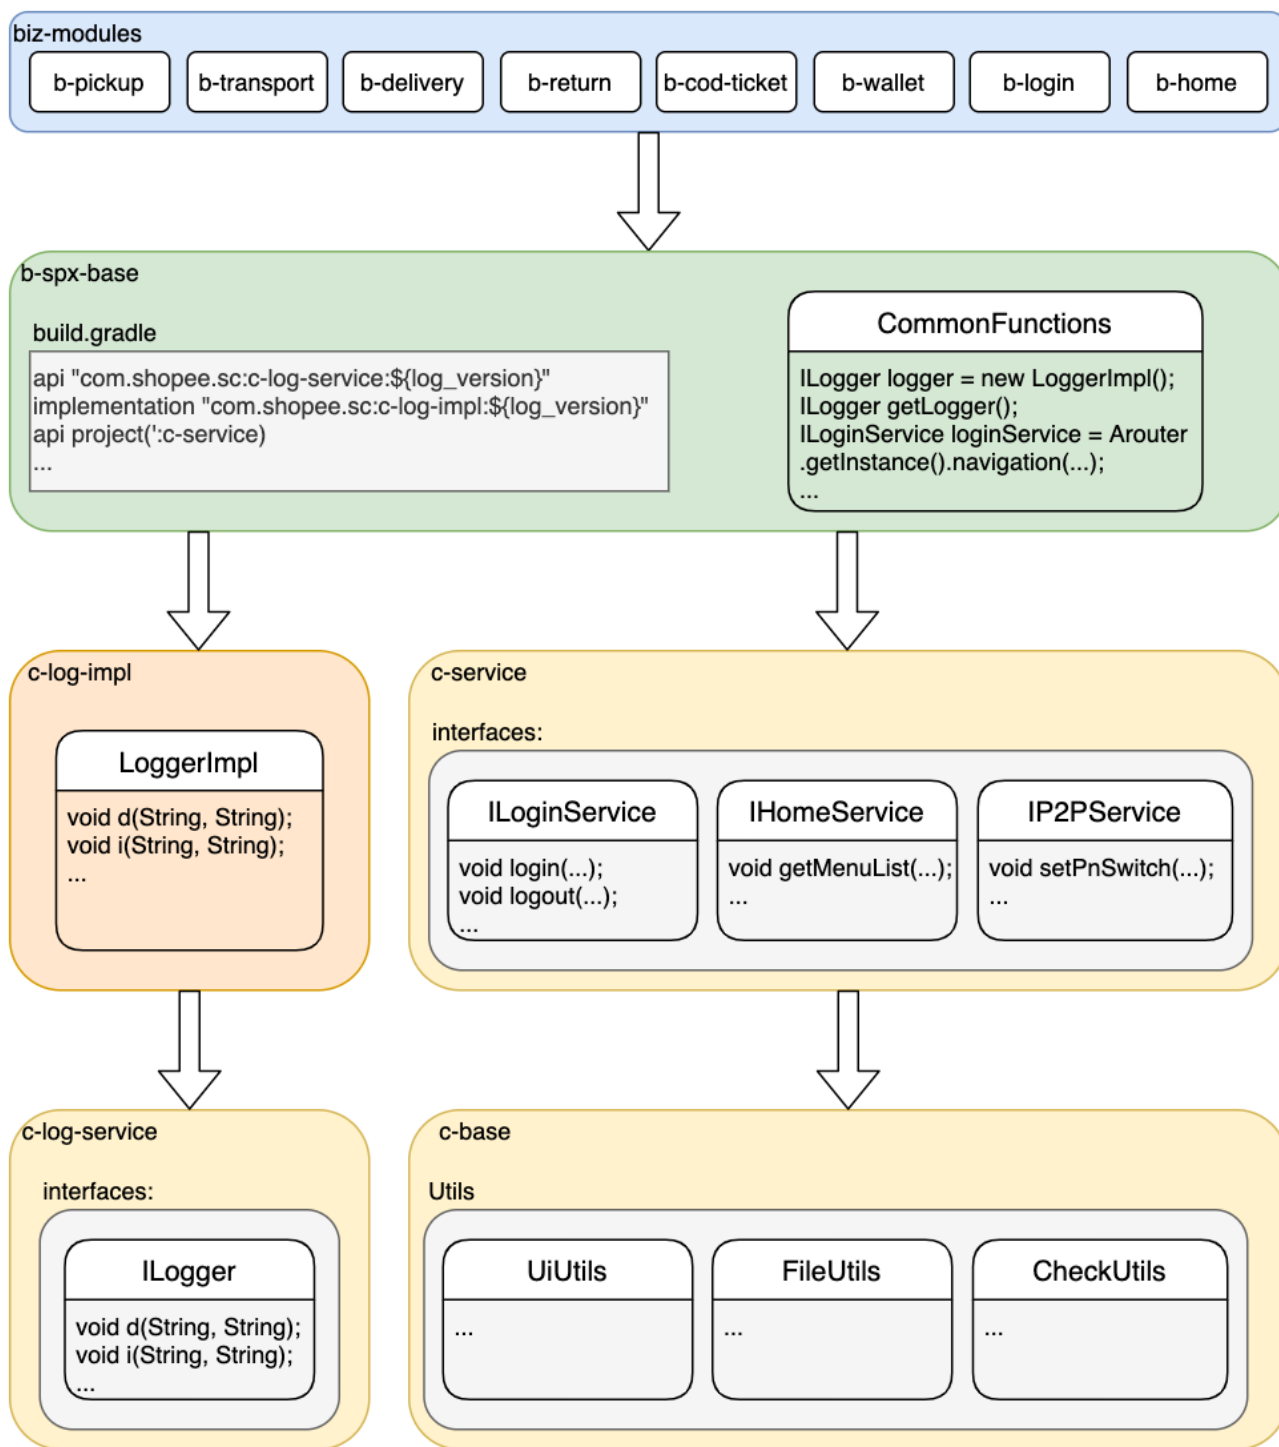 biz-modules
b-pickup
b-transport
b-delivery
b-return
b-cod-ticket
b-wallet
b-login
b-home
b-spx-base
build.gradle
api "com.shopee.sc:c-log-service:${log_version}"
implementation "com.shopee.sc:c-log-impl:${log_version}"
api project(':c-service)
...
CommonFunctions
ILogger logger = new LoggerImpl();
ILogger getLogger();
ILoginService loginService = Arouter
.getInstance().navigation(...);
...
c-log-impl
LoggerImpl
void d(String, String);
void i(String, String);
...
c-service
interfaces:
ILoginService
void login(...);
void logout(...);
...
IHomeService
void getMenuList(...);
...
IP2PService
void setPnSwitch(...);
...
c-log-service
interfaces:
ILogger
void d(String, String);
void i(String, String);
...
c-base
Utils
UiUtils
...
FileUtils
...
CheckUtils
...